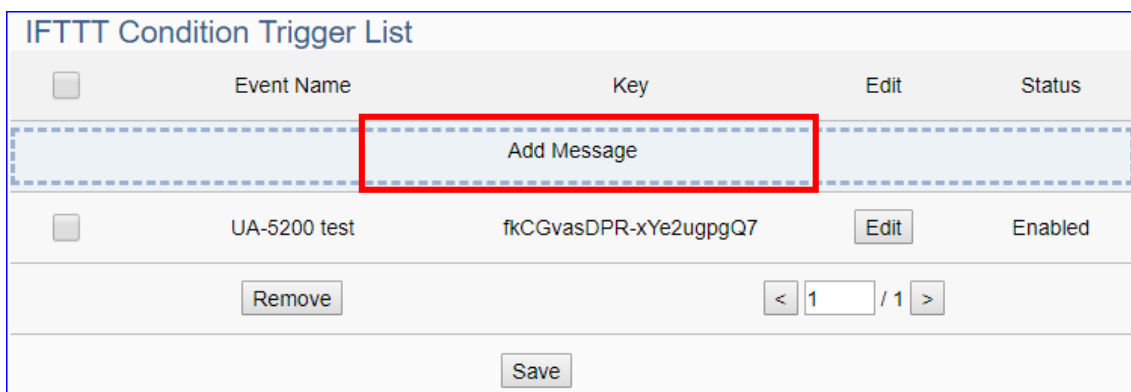 IFTTT Condition Trigger List
Event Name Key Edit Status
Add Message
UA-5200 test fkCGvasDPR-xYe2ugpgQ7 Edit Enabled
Remove < 1 / 1 >
Save